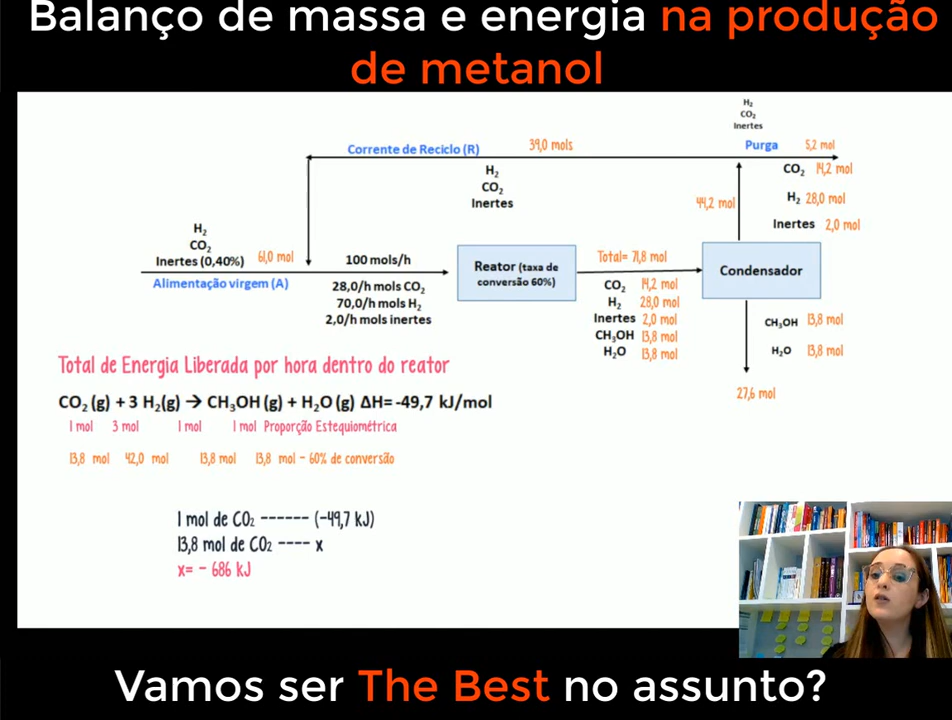 Balanço de massa e energia na produção
de metanol
H₂
CO₂
Inertes
Corrente de Reciclo (R)
39,0 mols
Purga
5,2 mol
H₂
CO₂
Inertes
CO₂ 14,2 mol
H₂ 28,0 mol
Inertes 2,0 mol
44,2 mol
H₂
CO₂
Inertes (0,40%)
61,0 mol
Alimentação virgem (A)
100 mols/h
28,0/h mols CO₂
70,0/h mols H₂
2,0/h mols inertes
Reator (taxa de
conversão 60%)
Total= 71,8 mol
CO₂ 14,2 mol
H₂ 28,0 mol
Inertes 2,0 mol
CH₃OH 13,8 mol
H₂O 13,8 mol
Condensador
CH₃OH 13,8 mol
H₂O 13,8 mol
27,6 mol
Total de Energia Liberada por hora dentro do reator
CO₂ (g) + 3 H₂(g) → CH₃OH (g) + H₂O (g) ΔH= -49,7 kJ/mol
1 mol 3 mol 1 mol 1 mol Proporção Estequiométrica
13,8 mol 42,0 mol 13,8 mol 13,8 mol - 60% de conversão
1 mol de CO₂ ------ (-49,7 kJ)
13,8 mol de CO₂ ---- x
x= - 686 kJ
Vamos ser The Best no assunto?